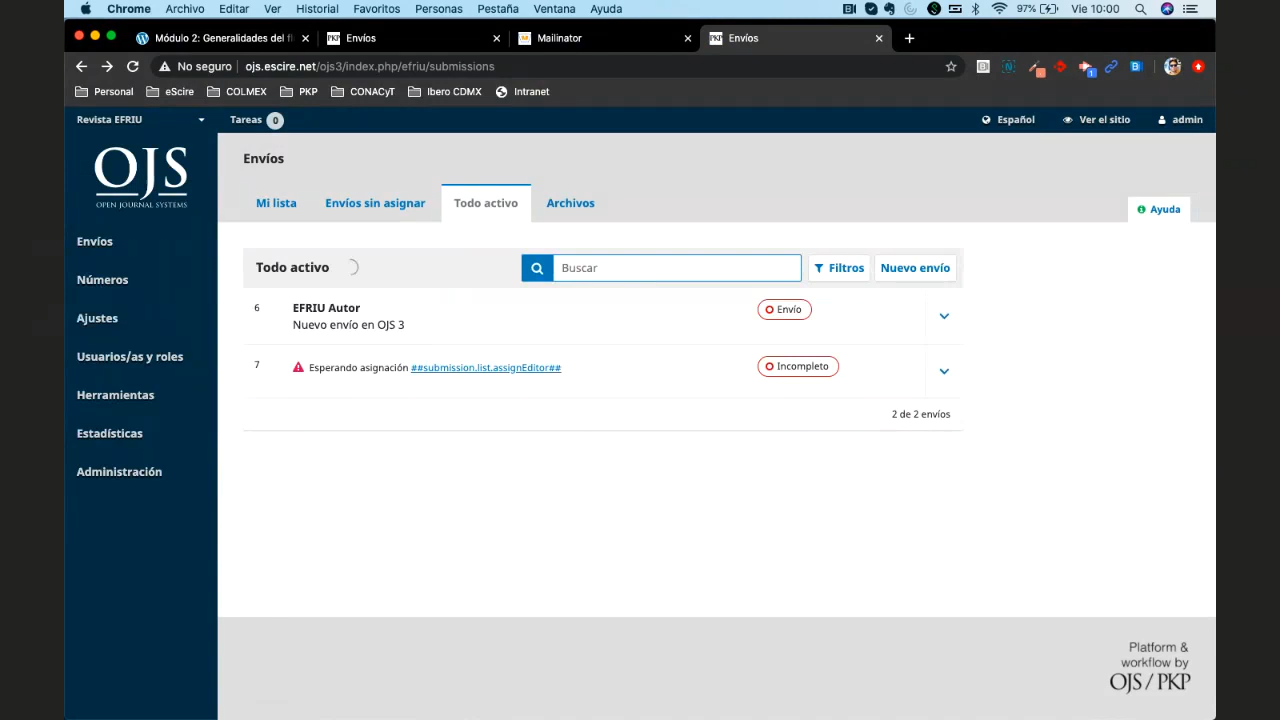 Chrome Archivo Editar Ver Historial Favoritos Personas Pestaña Ventana Ayuda 97% Vie 10:00
Módulo 2: Generalidades del fl Envíos Mailinator Envíos
No seguro ojs.escire.net/ojs3/index.php/efriu/submissions
Personal eScire COLMEX PKP CONACyT Ibero CDMX Intranet
Revista EFRIU Tareas 0 Español Ver el sitio admin
OJS
OPEN JOURNAL SYSTEMS
Envíos
Números
Ajustes
Usuarios/as y roles
Herramientas
Estadísticas
Administración
Envíos
Mi lista Envíos sin asignar Todo activo Archivos
Ayuda
Todo activo Buscar Filtros Nuevo envío
6 EFRIU Autor Envío
Nuevo envío en OJS 3
7 Esperando asignación ##submission.list.assignEditor## Incompleto
2 de 2 envíos
Platform &
workflow by
OJS / PKP